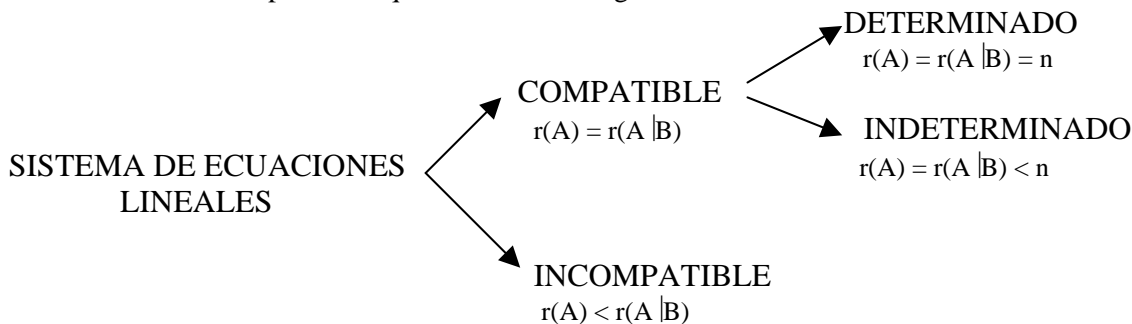 DETERMINADO
r(A) = r(A |B) = n
COMPATIBLE
r(A) = r(A |B)
INDETERMINADO
r(A) = r(A |B) < n
SISTEMA DE ECUACIONES
LINEALES
INCOMPATIBLE
r(A) < r(A |B)